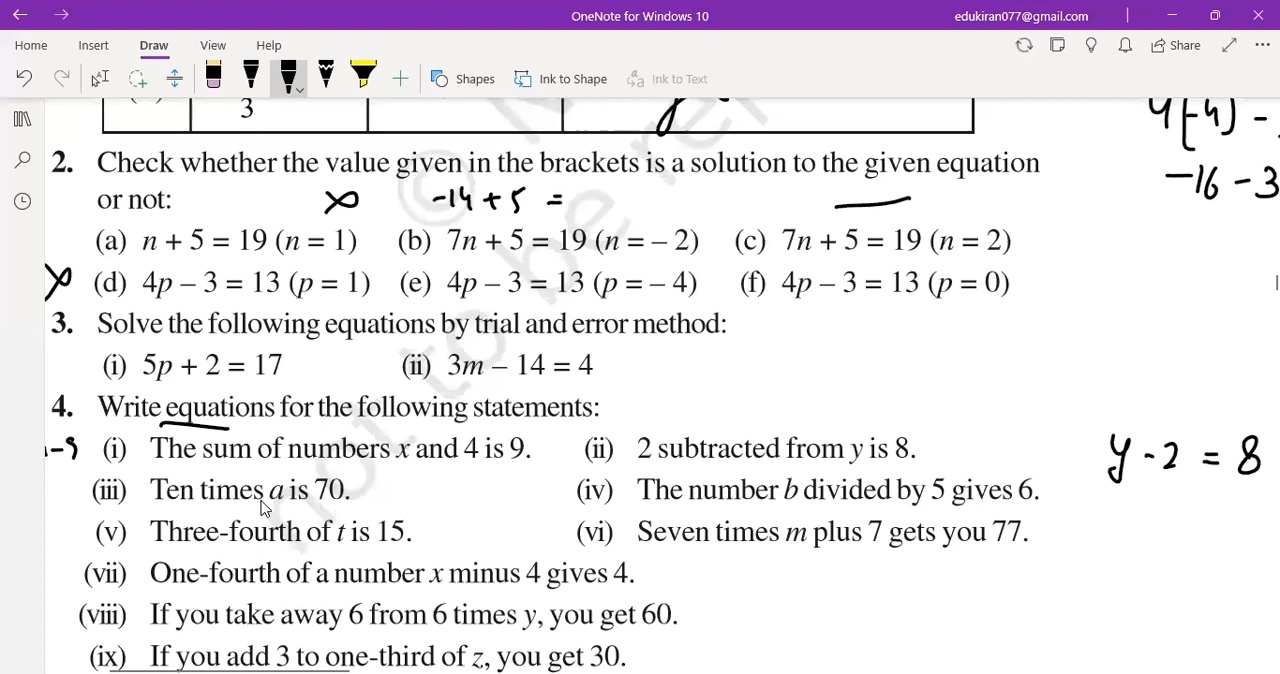 OneNote for Windows 10
edukiran077@gmail.com
Home Insert Draw View Help
Share
Shapes Ink to Shape Ink to Text
3
4(-4) -
-16 - 3
2. Check whether the value given in the brackets is a solution to the given equation
or not:
-14 + 5 =
(a) n + 5 = 19 (n = 1) (b) 7n + 5 = 19 (n = – 2) (c) 7n + 5 = 19 (n = 2)
(d) 4p – 3 = 13 (p = 1) (e) 4p – 3 = 13 (p = – 4) (f) 4p – 3 = 13 (p = 0)
3. Solve the following equations by trial and error method:
(i) 5p + 2 = 17 (ii) 3m – 14 = 4
4. Write equations for the following statements:
(i) The sum of numbers x and 4 is 9. (ii) 2 subtracted from y is 8.
y - 2 = 8
(iii) Ten times a is 70. (iv) The number b divided by 5 gives 6.
(v) Three-fourth of t is 15. (vi) Seven times m plus 7 gets you 77.
(vii) One-fourth of a number x minus 4 gives 4.
(viii) If you take away 6 from 6 times y, you get 60.
(ix) If you add 3 to one-third of z, you get 30.
not to be re